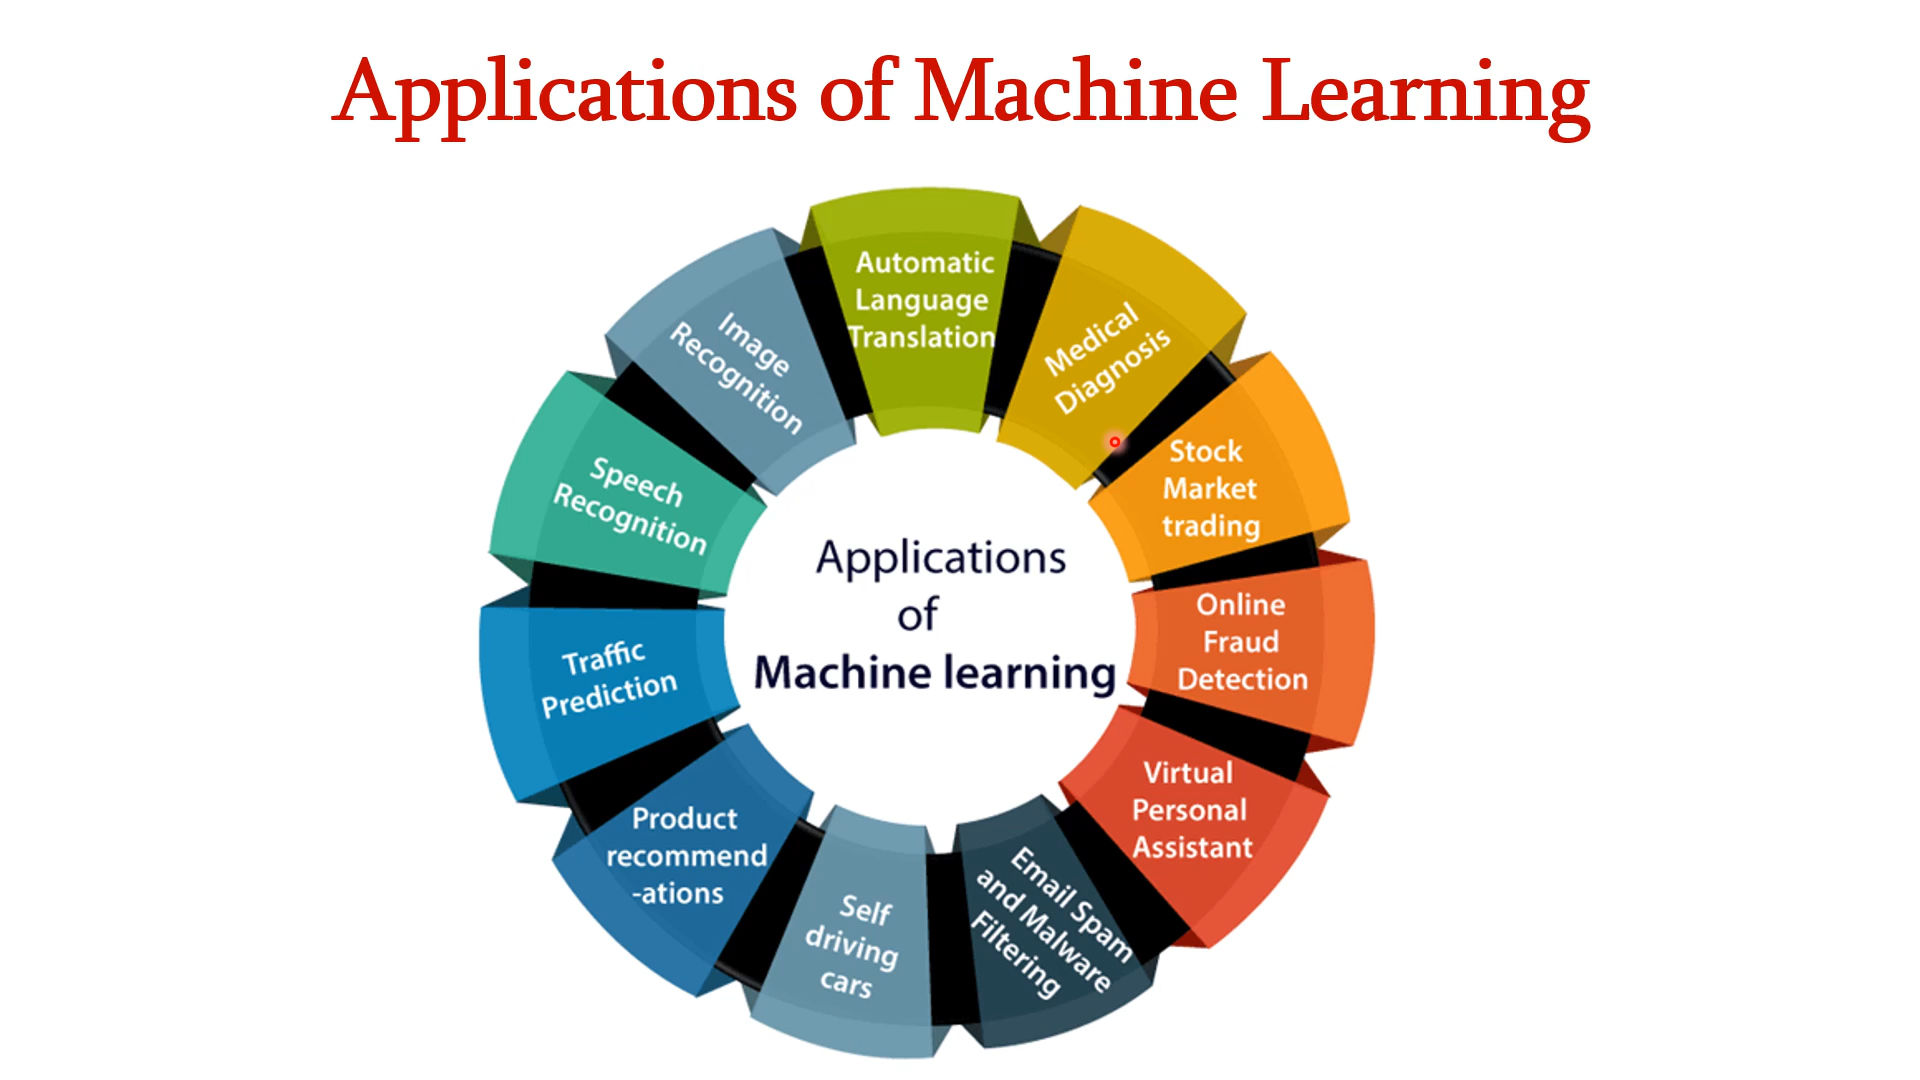 Applications of Machine Learning
Automatic
Language
Translation
Medical
Diagnosis
Stock
Market
trading
Online
Fraud
Detection
Virtual
Personal
Assistant
Email Spam
and Malware
Filtering
Self
driving
cars
Product
recommend
-ations
Traffic
Prediction
Speech
Recognition
Image
Recognition
Applications
of
Machine learning